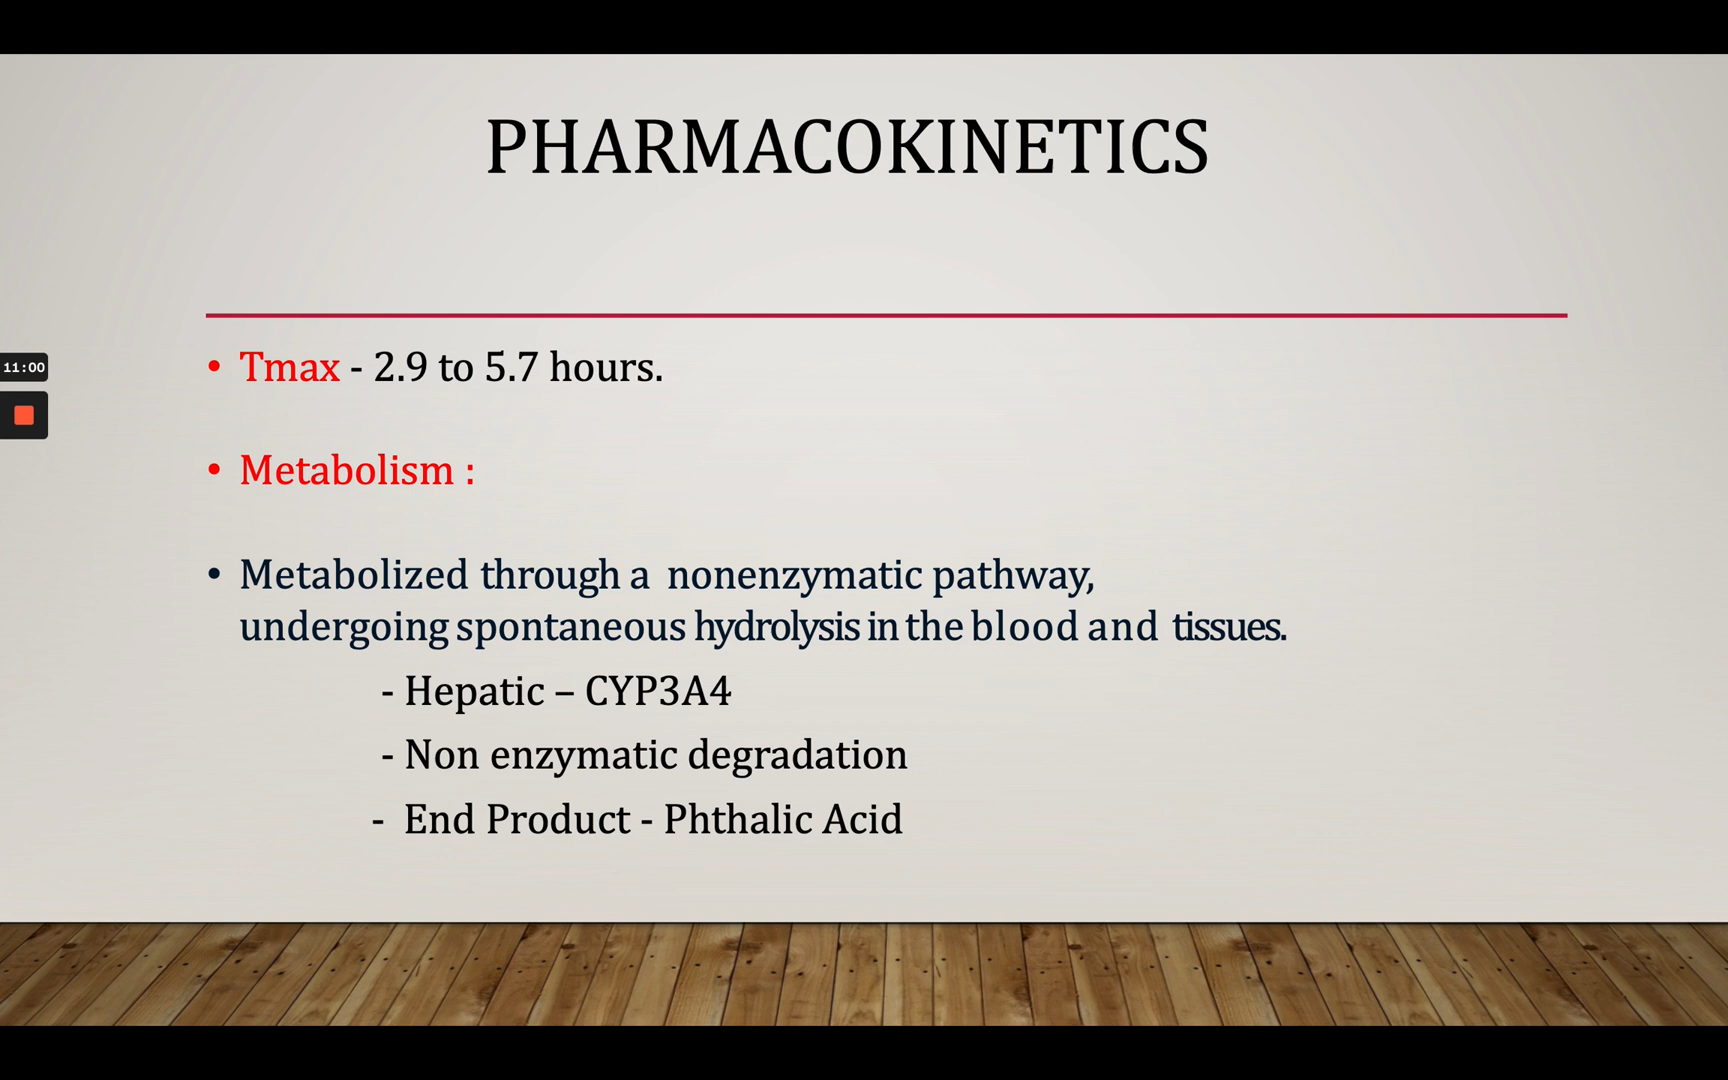 PHARMACOKINETICS
11:00
• Tmax - 2.9 to 5.7 hours.
• Metabolism :
• Metabolized through a nonenzymatic pathway,
undergoing spontaneous hydrolysis in the blood and tissues.
- Hepatic – CYP3A4
- Non enzymatic degradation
- End Product - Phthalic Acid